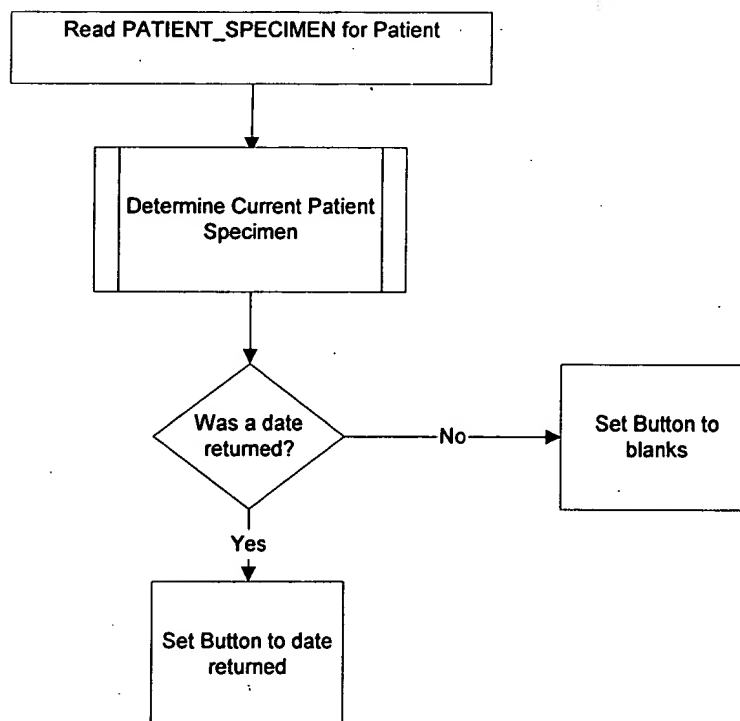 Read PATIENT_SPECIMEN for Patient
Determine Current Patient
Specimen
Was a date
returned?
No
Set Button to
blanks
Yes
Set Button to date
returned